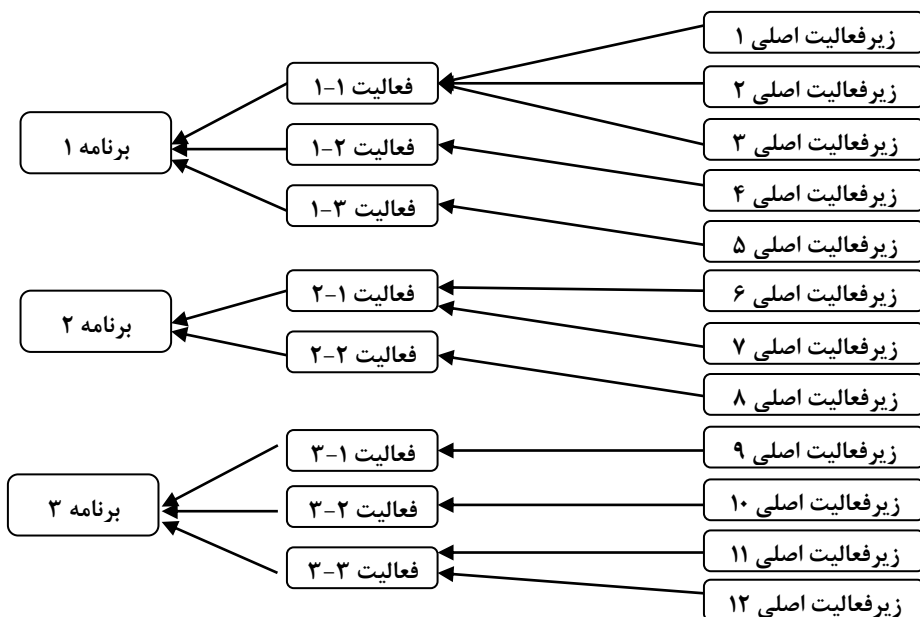 زیرفعالیت اصلی ۱
زیرفعالیت اصلی ۲
زیرفعالیت اصلی ۳
زیرفعالیت اصلی ۴
زیرفعالیت اصلی ۵
زیرفعالیت اصلی ۶
زیرفعالیت اصلی ۷
زیرفعالیت اصلی ۸
زیرفعالیت اصلی ۹
زیرفعالیت اصلی ۱۰
زیرفعالیت اصلی ۱۱
زیرفعالیت اصلی ۱۲
فعالیت ۱-۱
فعالیت ۲-۱
فعالیت ۳-۱
فعالیت ۱-۲
فعالیت ۲-۲
فعالیت ۱-۳
فعالیت ۲-۳
فعالیت ۳-۳
برنامه ۱
برنامه ۲
برنامه ۳